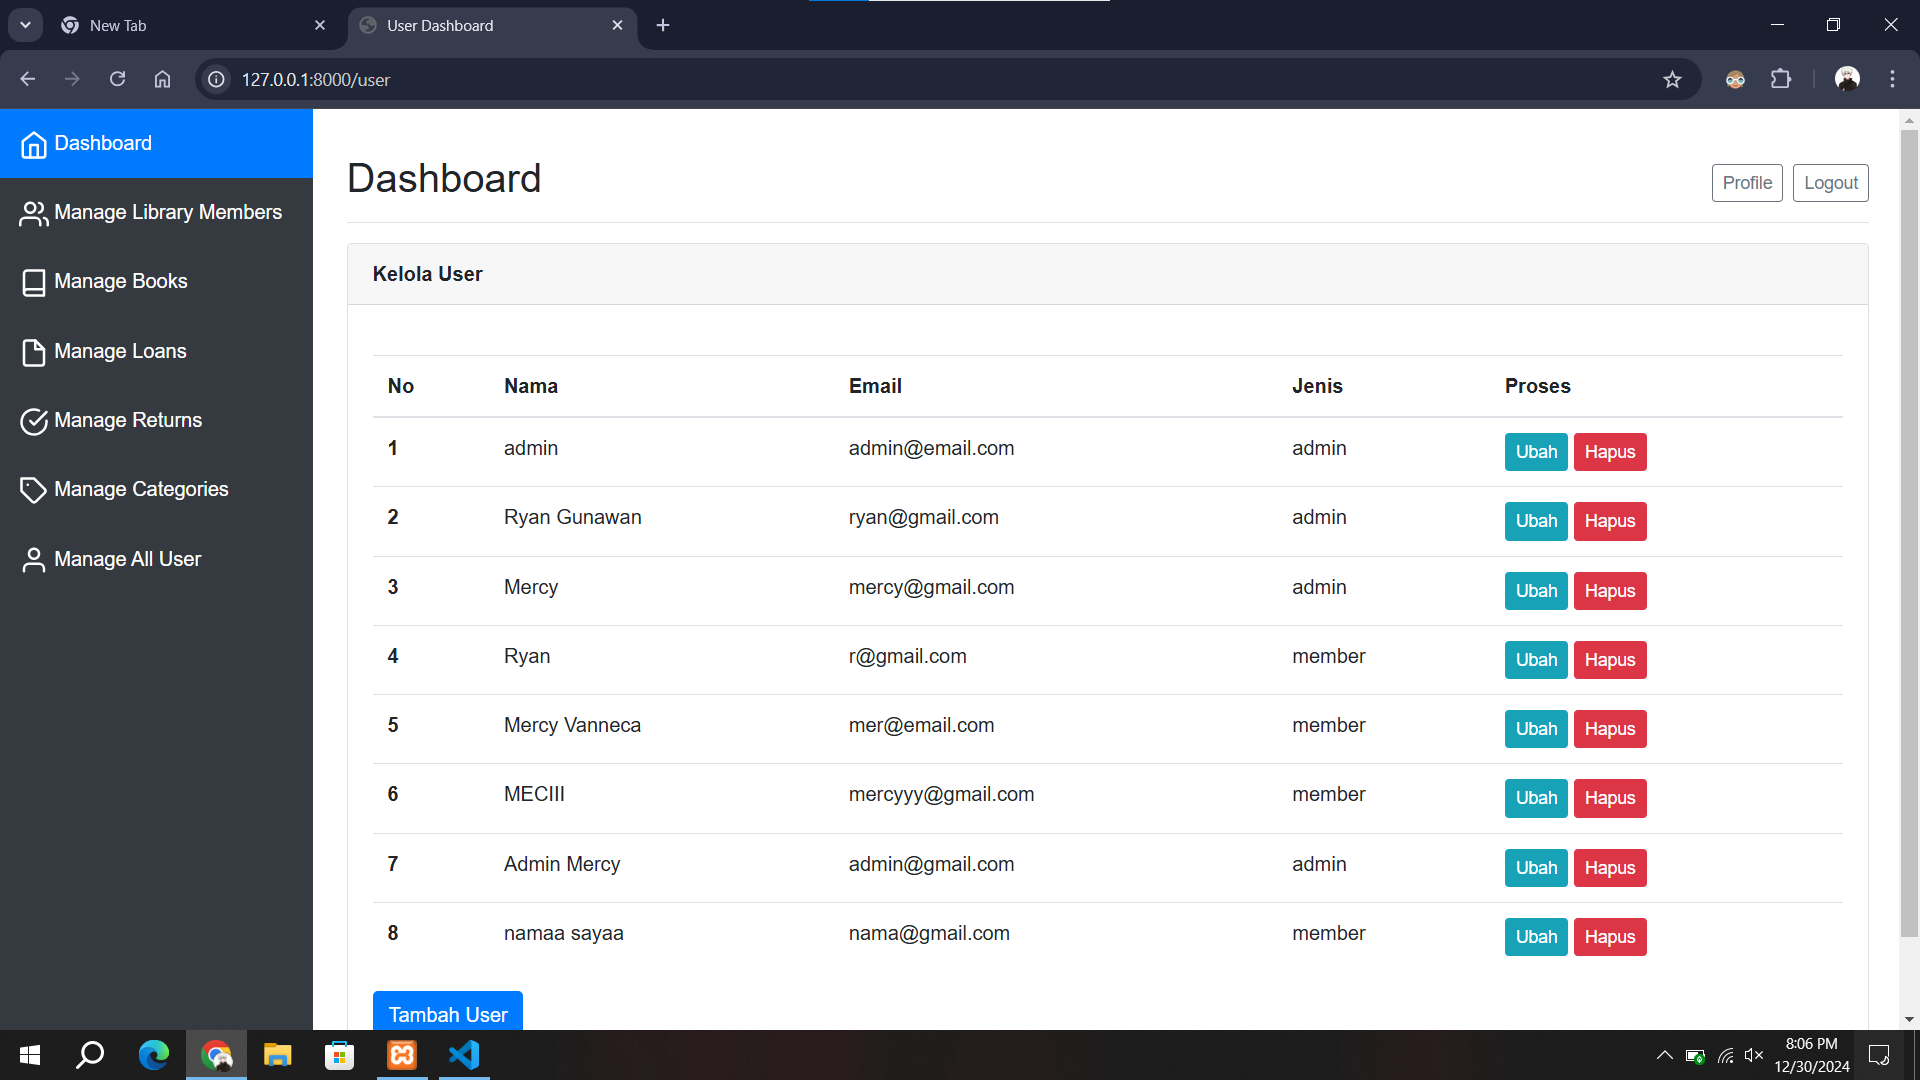 New Tab
User Dashboard
127.0.0.1:8000/user
Dashboard
Manage Library Members
Manage Books
Manage Loans
Manage Returns
Manage Categories
Manage All User
Dashboard
Profile Logout
Kelola User
No Nama Email Jenis Proses
1 admin admin@email.com admin Ubah Hapus
2 Ryan Gunawan ryan@gmail.com admin Ubah Hapus
3 Mercy mercy@gmail.com admin Ubah Hapus
4 Ryan r@gmail.com member Ubah Hapus
5 Mercy Vanneca mer@email.com member Ubah Hapus
6 MECIII mercyyy@gmail.com member Ubah Hapus
7 Admin Mercy admin@gmail.com admin Ubah Hapus
8 namaa sayaa nama@gmail.com member Ubah Hapus
Tambah User
8:06 PM
12/30/2024